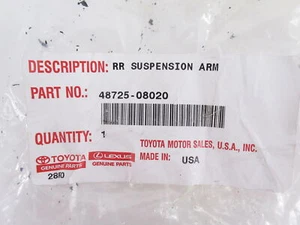 DESCRIPTION: RR SUSPENSION ARM
PART NO.: 48725-08020
QUANTITY: 1
TOYOTA MOTOR SALES, U.S.A., INC.
MADE IN: USA
TOYOTA GENUINE PARTS
LEXUS GENUINE PARTS